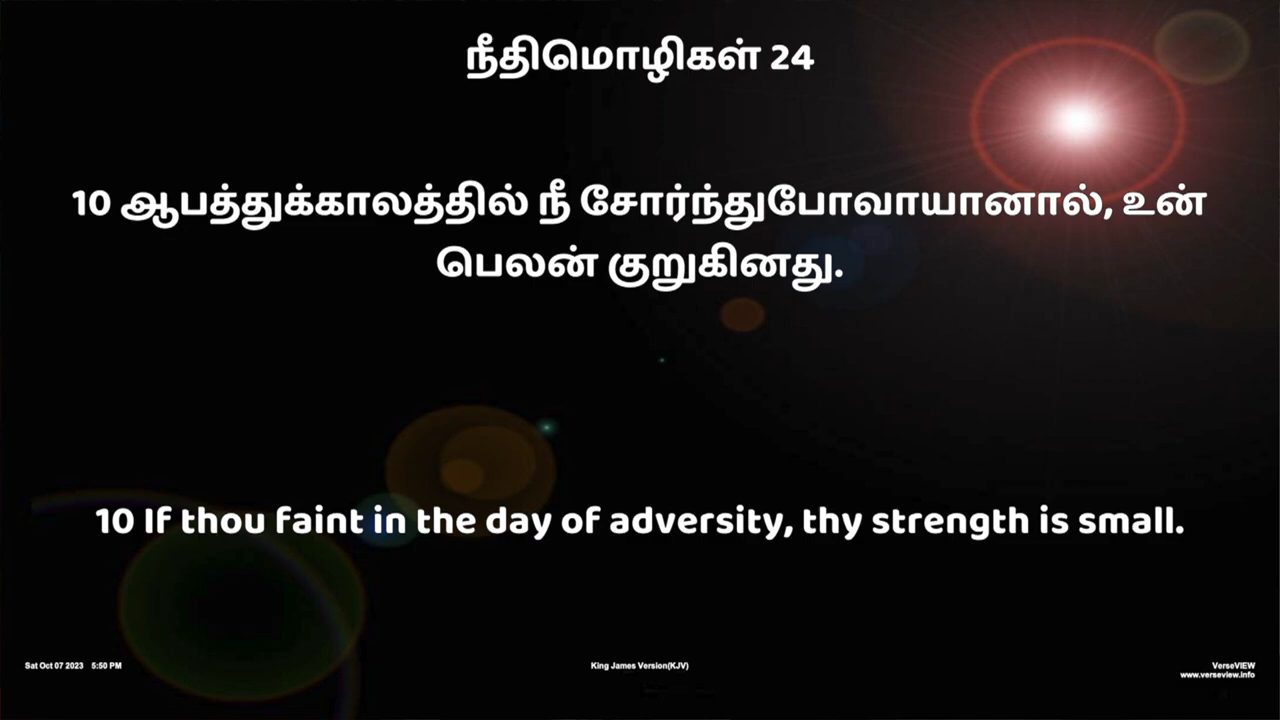 நீதிமொழிகள் 24
10 ஆபத்துக்காலத்தில் நீ சோர்ந்துபோவாயானால், உன்
பெலன் குறுகினது.
10 If thou faint in the day of adversity, thy strength is small.
Sat Oct 07 2023 5:50 PM
King James Version(KJV)
VerseVIEW
www.verseview.info